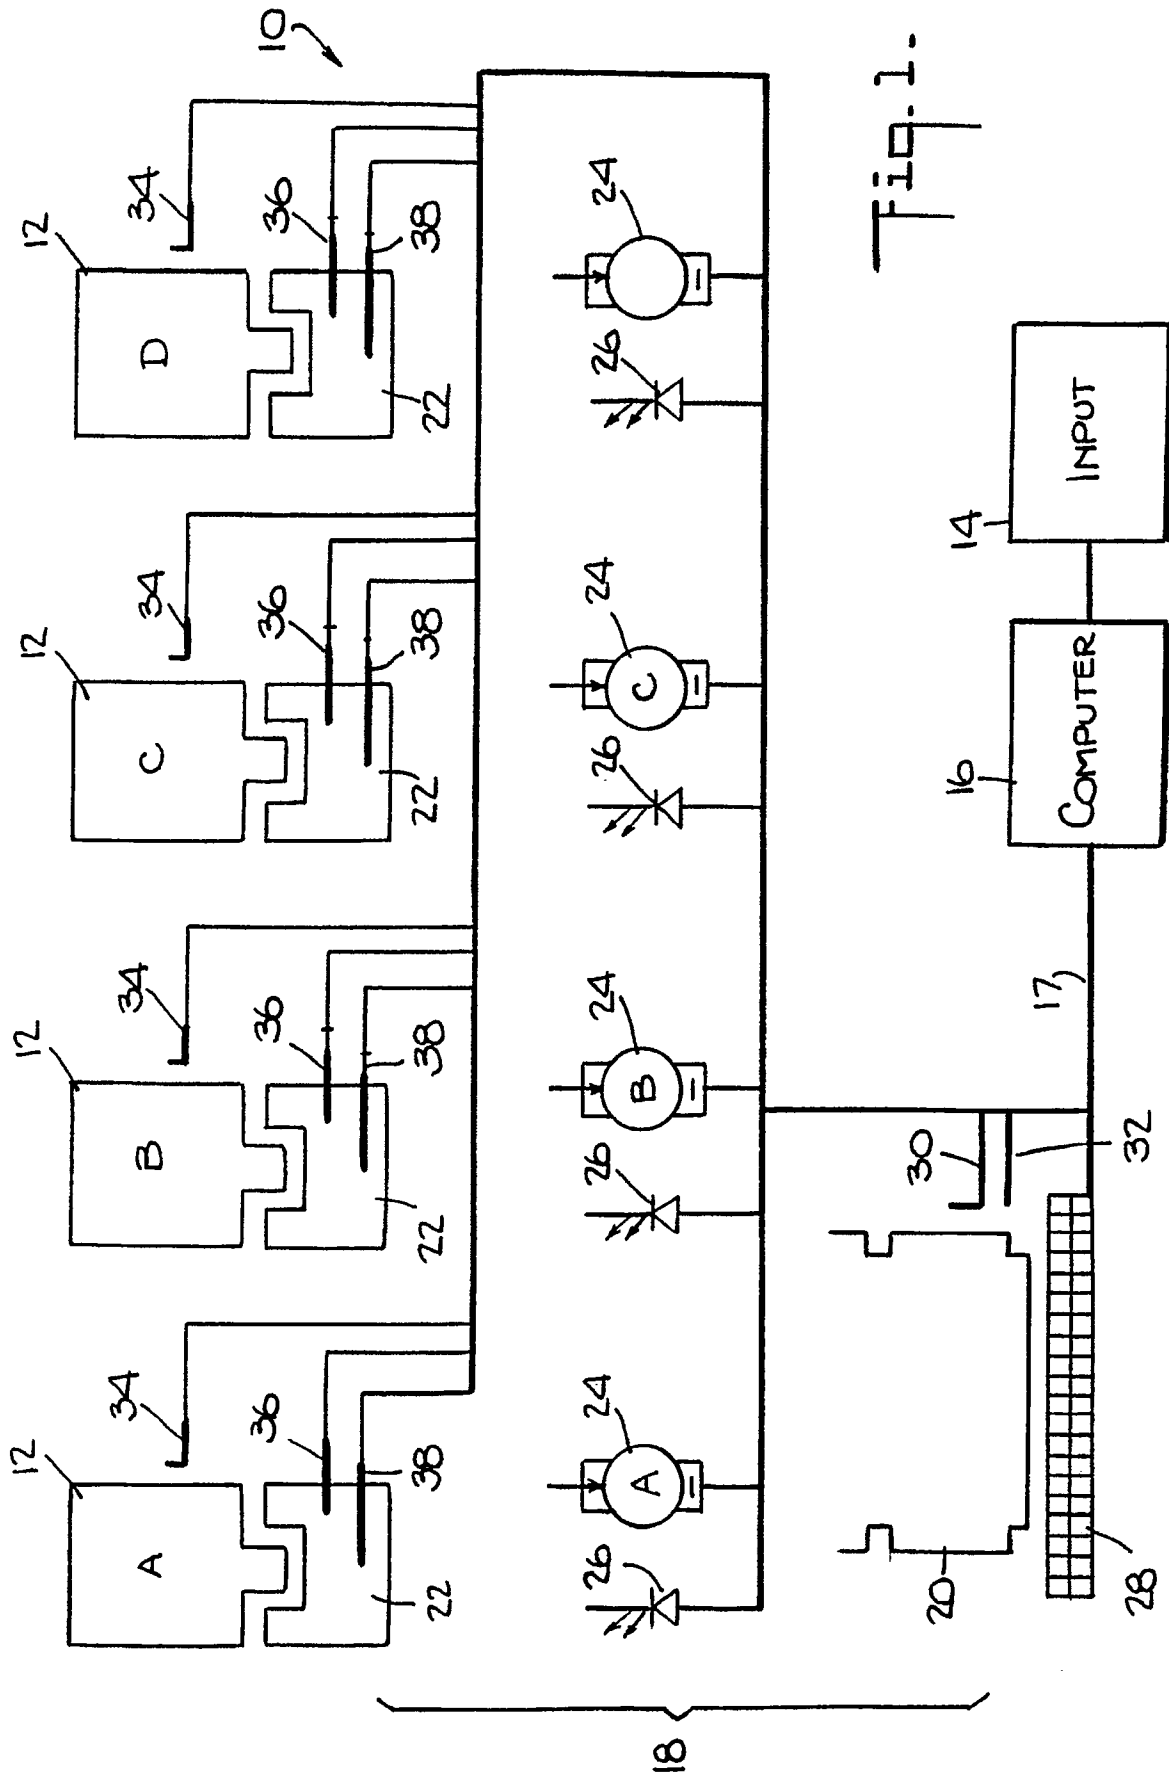 12 12 12 12
34 34 34 34
A B C D
10
36 36 36 36
38 38 38 38
22 22 22 22
24 24 24 24
26 26 26 26
A B C
18
Fig. 1.
20 30 16 14
17
COMPUTER INPUT
28 32